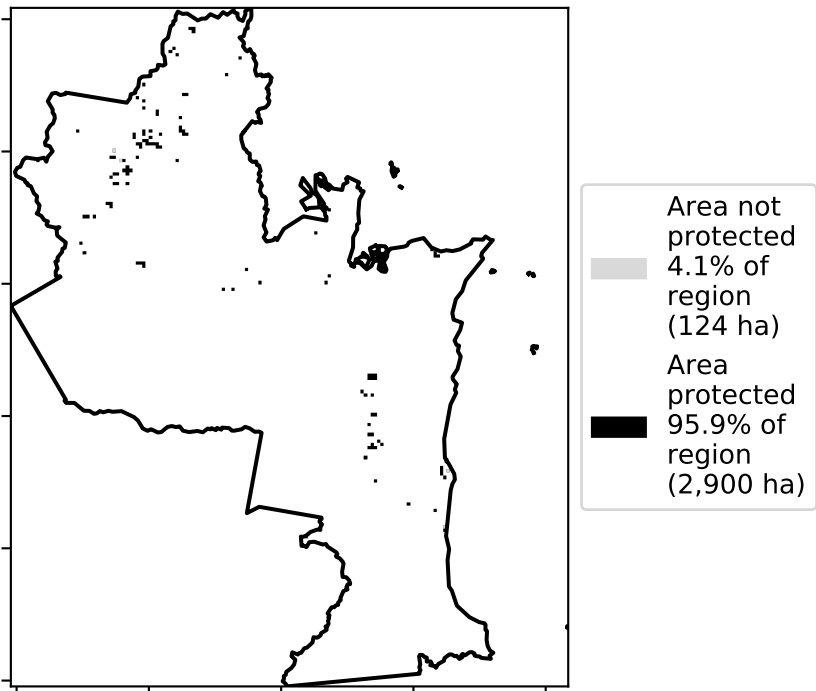 Area not
protected
4.1% of
region
(124 ha)
Area
protected
95.9% of
region
(2,900 ha)